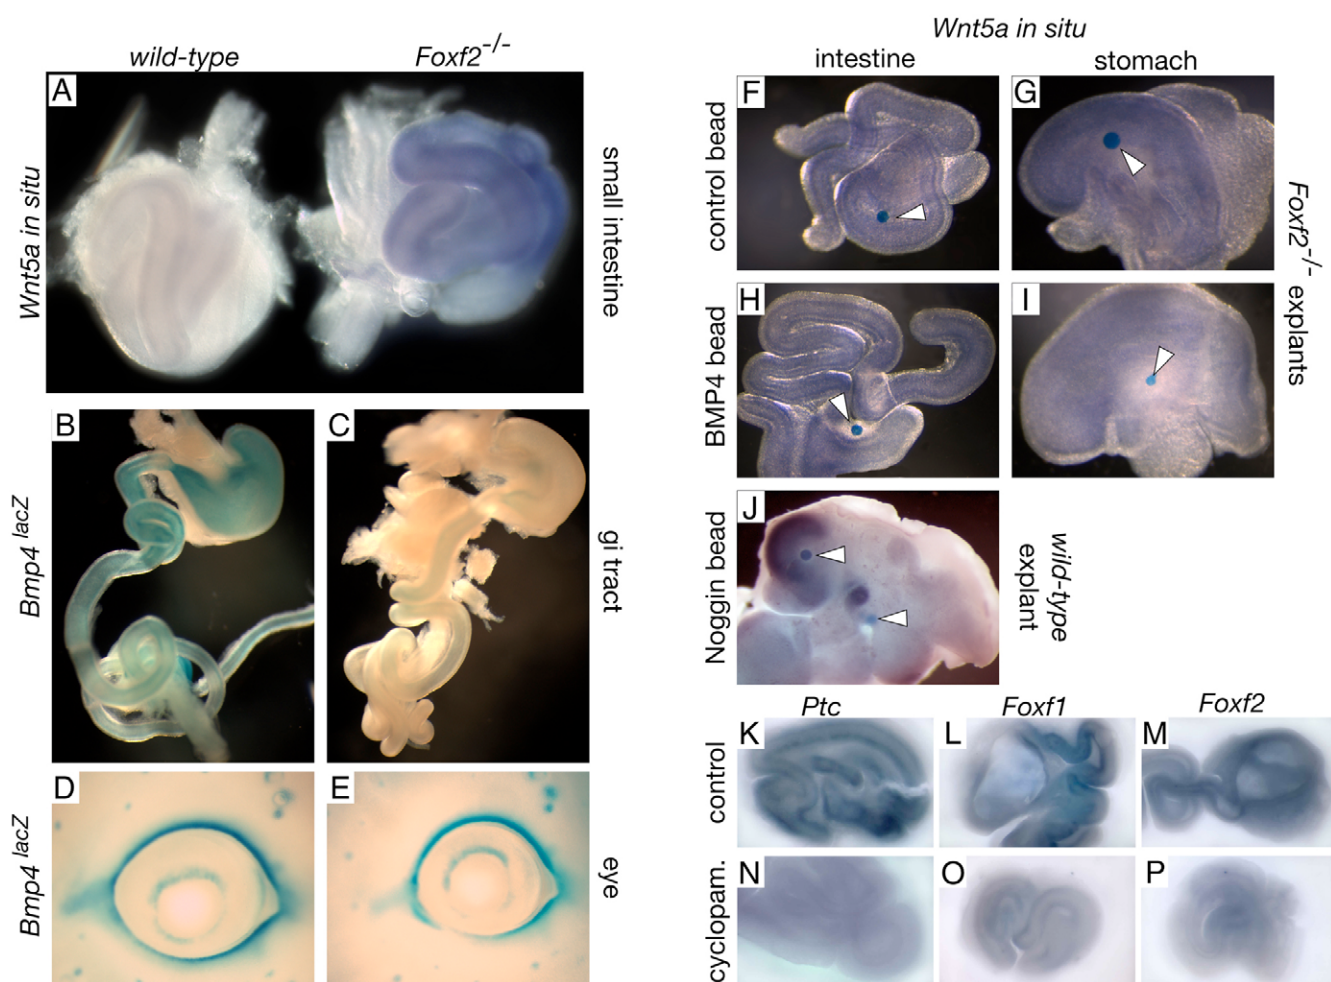 wild-type
Foxf2-/-
A
Wnt5a in situ
small intestine
B
C
Bmp4 lacZ
gi tract
D
E
Bmp4 lacZ
eye
Wnt5a in situ
intestine
stomach
F
G
control bead
H
I
BMP4 bead
Foxf2-/- explants
J
Noggin bead
wild-type
explant
Ptc
Foxf1
Foxf2
K
L
M
control
N
O
P
cyclopam.